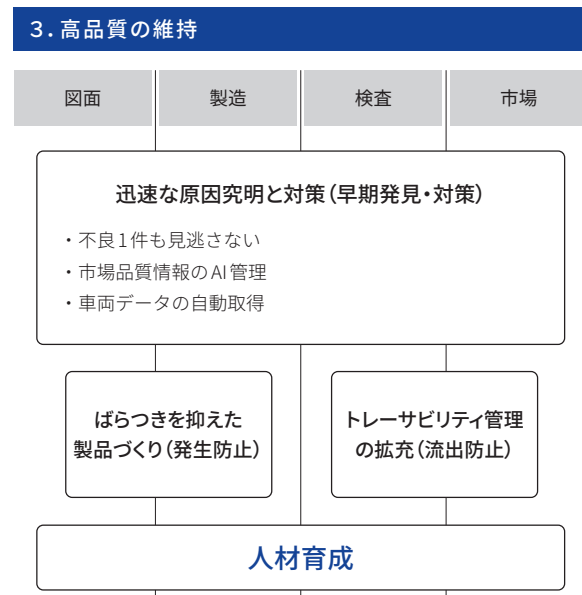 3.高品質の維持
図面 製造 検査 市場
迅速な原因究明と対策(早期発見・対策)
・不良1件も見逃さない
・市場品質情報のAI管理
・車両データの自動取得
ばらつきを抑えた
製品づくり(発生防止)
トレーサビリティ管理
の拡充(流出防止)
人材育成